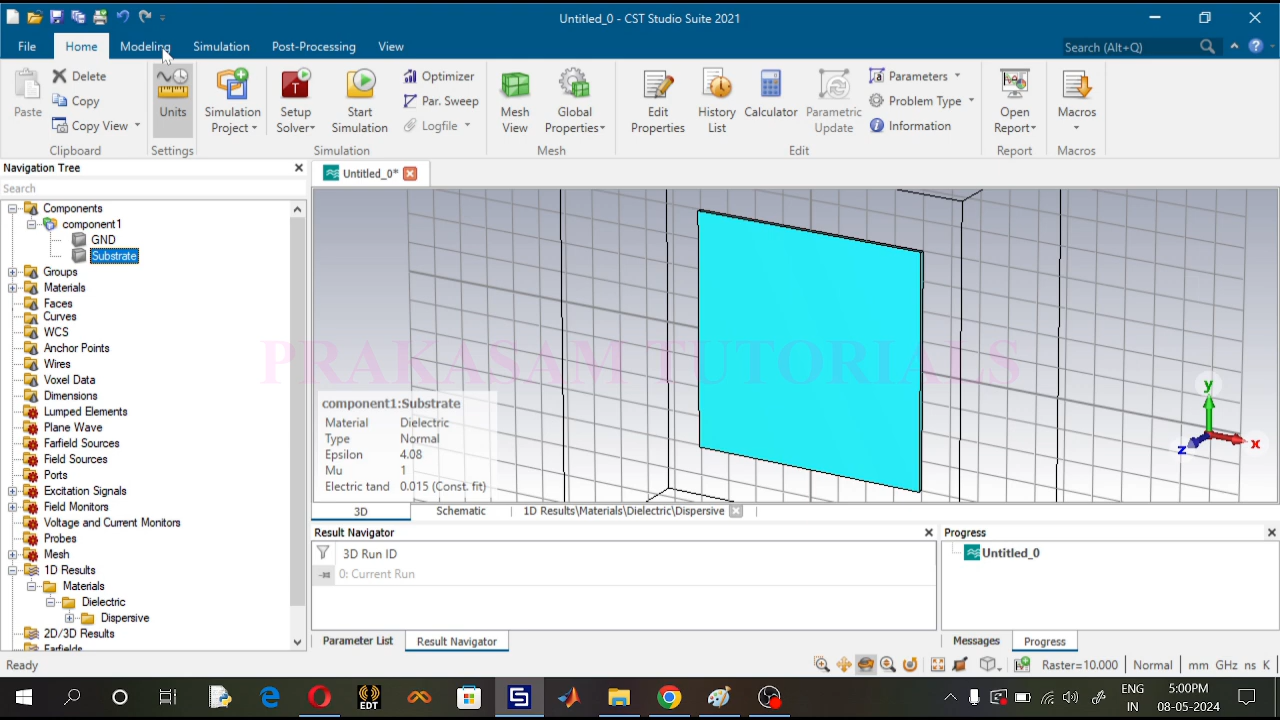 Untitled_0 - CST Studio Suite 2021
File
Home
Modeling
Simulation
Post-Processing
View
Search (Alt+Q)
Paste
Delete
Copy
Copy View
Clipboard
Units
Settings
Simulation
Project
Setup
Solver
Start
Simulation
Optimizer
Par. Sweep
Logfile
Simulation
Mesh
View
Global
Properties
Mesh
Edit
Properties
History
List
Calculator
Parametric
Update
Parameters
Problem Type
Information
Edit
Open
Report
Report
Macros
Macros
Navigation Tree
Search
Components
component1
GND
Substrate
Groups
Materials
Faces
Curves
WCS
Anchor Points
Wires
Voxel Data
Dimensions
Lumped Elements
Plane Wave
Farfield Sources
Field Sources
Ports
Excitation Signals
Field Monitors
Voltage and Current Monitors
Probes
Mesh
1D Results
Materials
Dielectric
Dispersive
2D/3D Results
Farfields
Untitled_0*
PRAKASAM TUTORIALS
component1:Substrate
Material Dielectric
Type Normal
Epsilon 4.08
Mu 1
Electric tand 0.015 (Const. fit)
y
x
z
3D
Schematic
1D Results\Materials\Dielectric\Dispersive
Result Navigator
3D Run ID
0: Current Run
Parameter List
Result Navigator
Progress
Untitled_0
Messages
Progress
Ready
Raster=10.000
Normal
mm GHz ns K
EDT
ENG
IN
8:00PM
08-05-2024